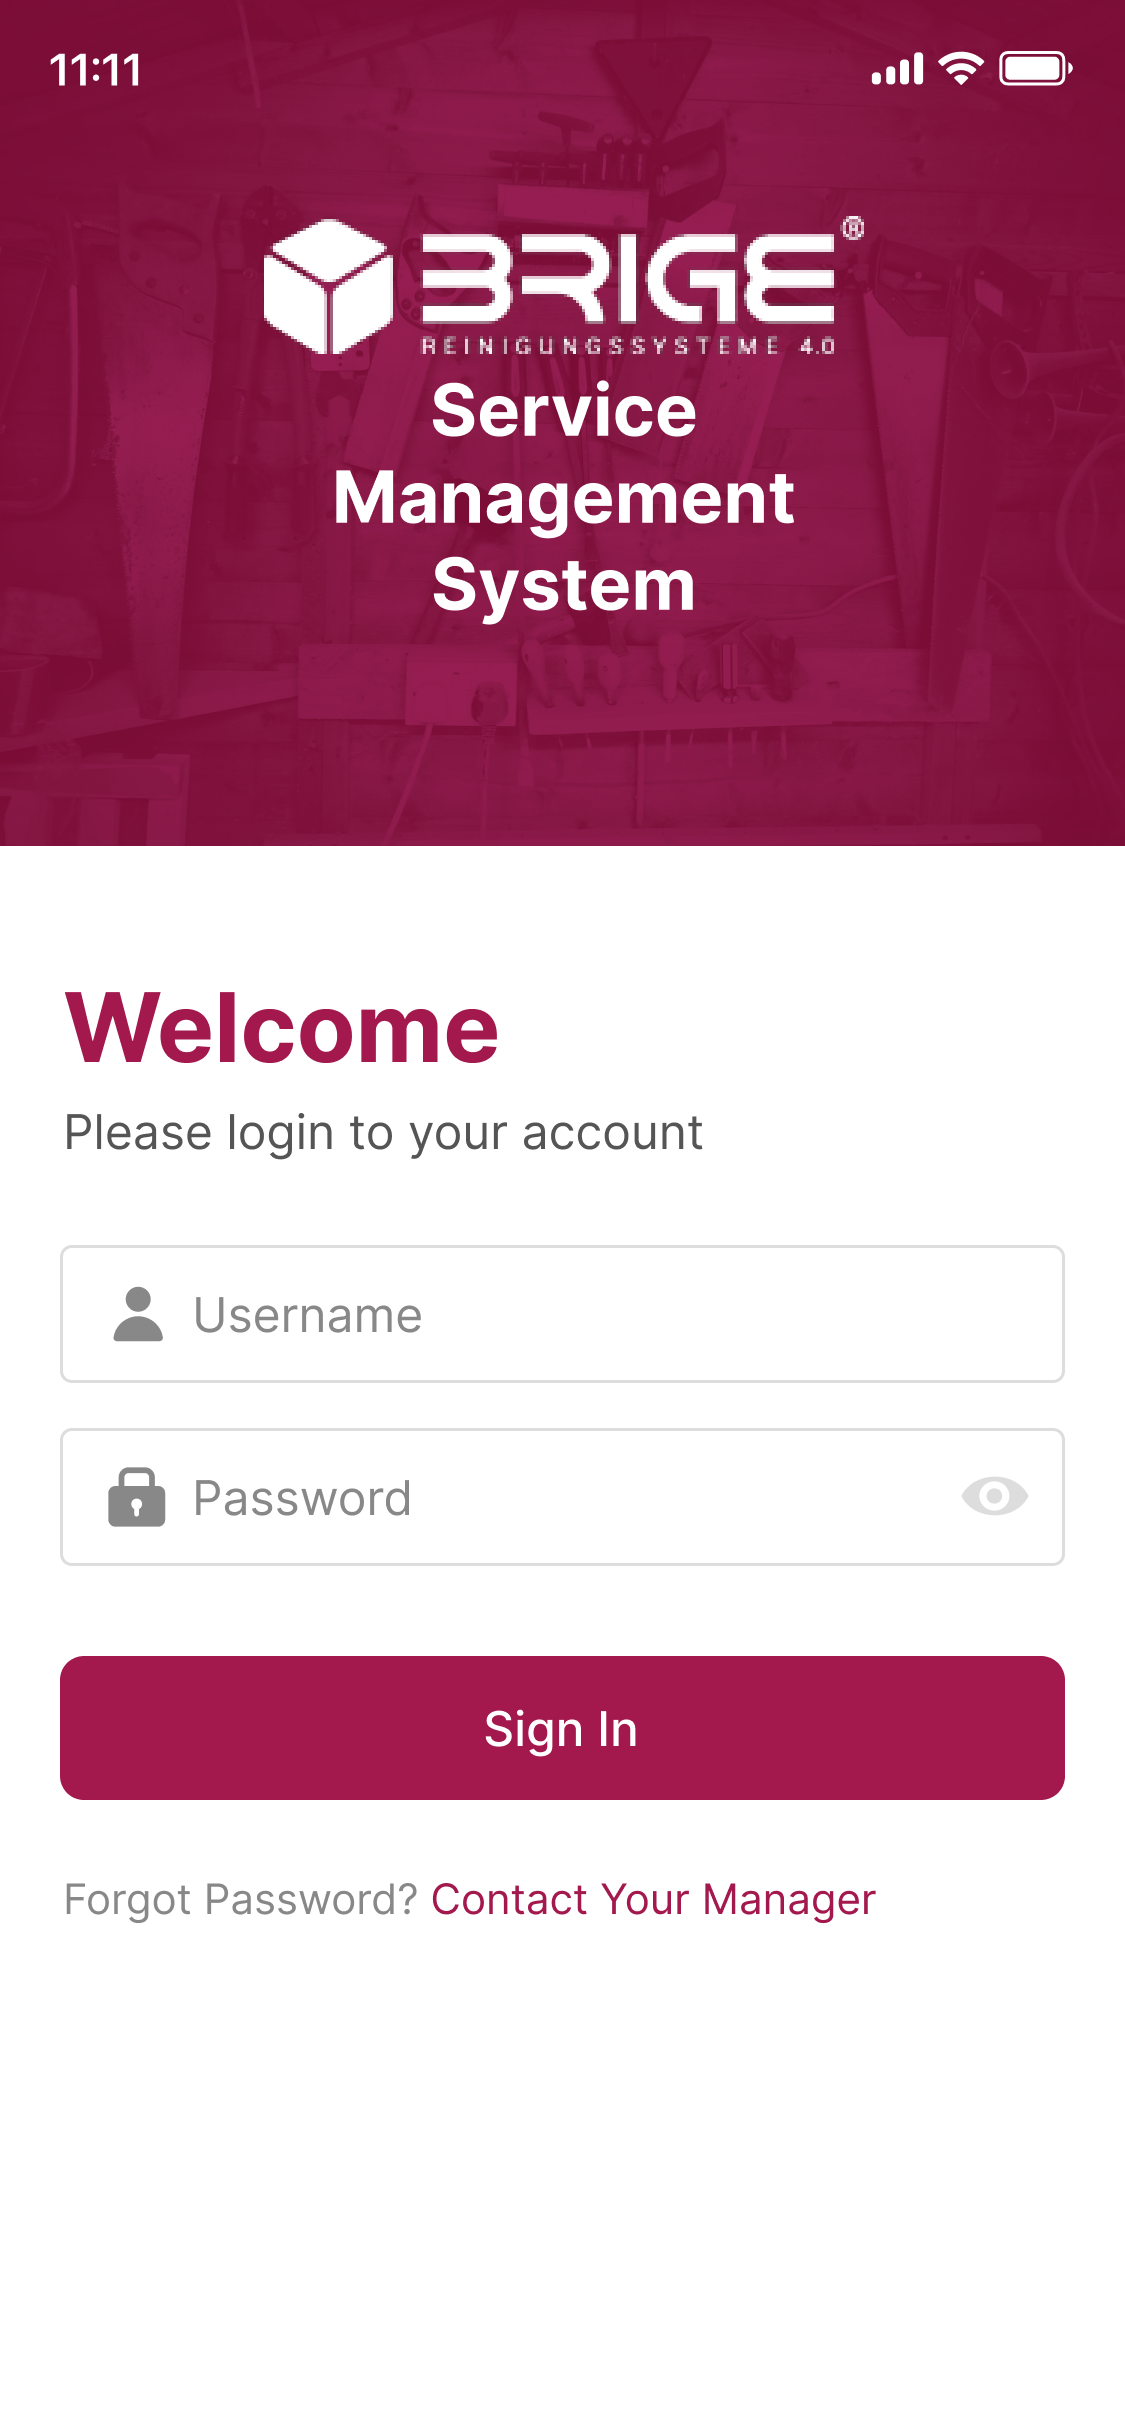 11:11
BRIGE®
REINIGUNGSSYSTEME 4.0
Service
Management
System
Welcome
Please login to your account
Username
Password
Sign In
Forgot Password? Contact Your Manager